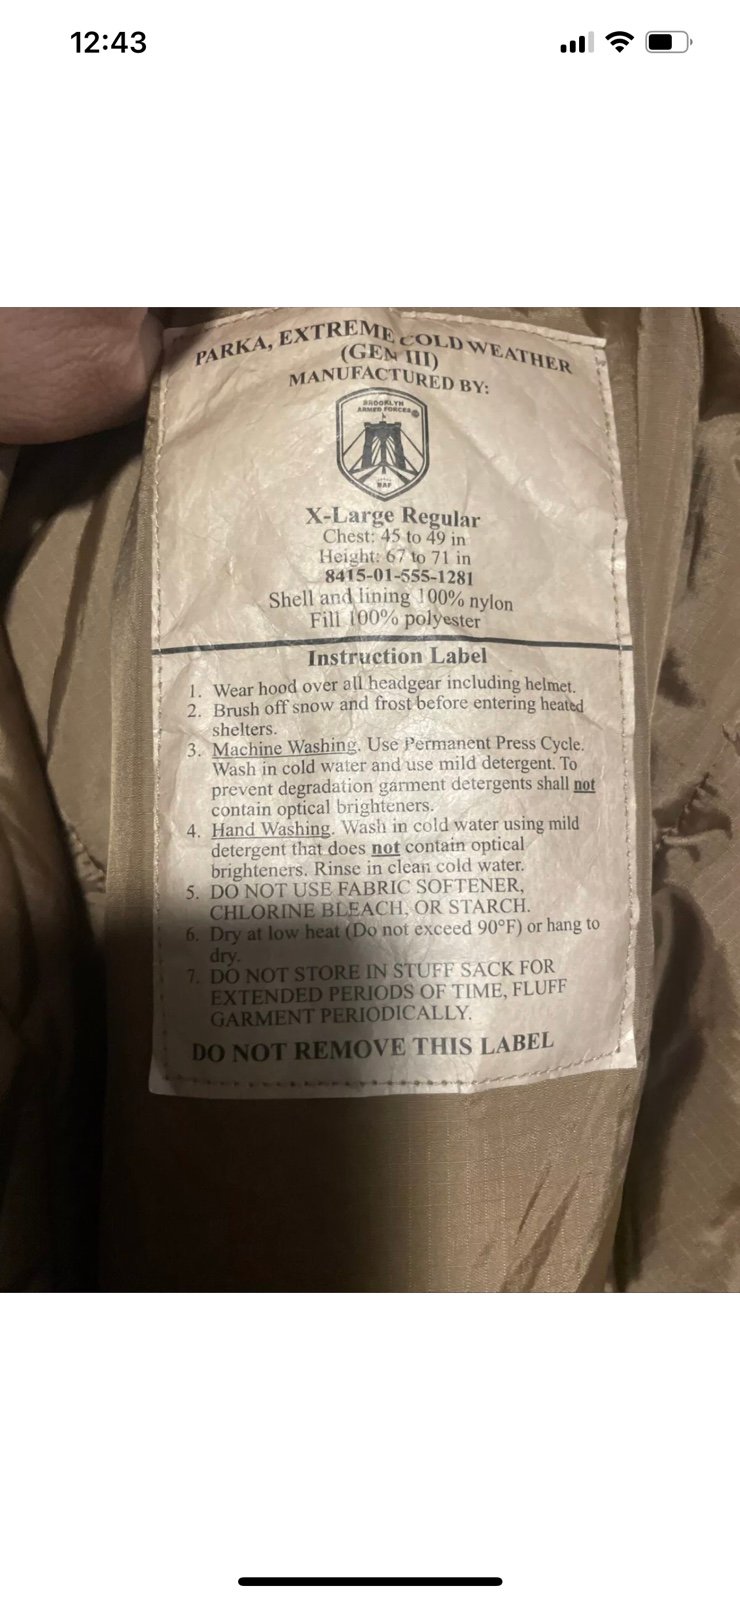 12:43
PARKA, EXTREME COLD WEATHER
(GEN III)
MANUFACTURED BY:
BROOKLYN
ARMED FORCES
BAF
X-Large Regular
Chest: 45 to 49 in
Height: 67 to 71 in
8415-01-555-1281
Shell and lining 100% nylon
Fill 100% polyester
Instruction Label
1. Wear hood over all headgear including helmet.
2. Brush off snow and frost before entering heated
shelters.
3. Machine Washing. Use Permanent Press Cycle.
Wash in cold water and use mild detergent. To
prevent degradation garment detergents shall not
contain optical brighteners.
4. Hand Washing. Wash in cold water using mild
detergent that does not contain optical
brighteners. Rinse in clean cold water.
5. DO NOT USE FABRIC SOFTENER,
CHLORINE BLEACH, OR STARCH.
6. Dry at low heat (Do not exceed 90°F) or hang to
dry.
7. DO NOT STORE IN STUFF SACK FOR
EXTENDED PERIODS OF TIME, FLUFF
GARMENT PERIODICALLY.
DO NOT REMOVE THIS LABEL